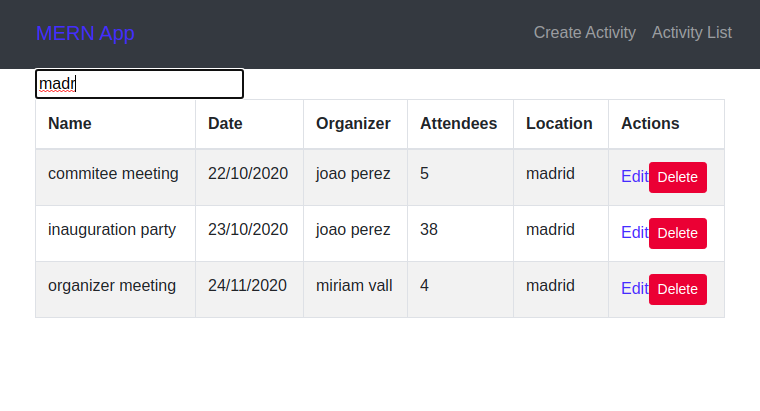 MERN App Create Activity Activity List
madr
Name Date Organizer Attendees Location Actions
commitee meeting 22/10/2020 joao perez 5 madrid Edit Delete
inauguration party 23/10/2020 joao perez 38 madrid Edit Delete
organizer meeting 24/11/2020 miriam vall 4 madrid Edit Delete